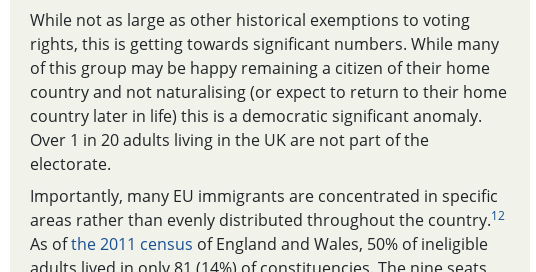 While not as large as other historical exemptions to voting
rights, this is getting towards significant numbers. While many
of this group may be happy remaining a citizen of their home
country and not naturalising (or expect to return to their home
country later in life) this is a democratic significant anomaly.
Over 1 in 20 adults living in the UK are not part of the
electorate.
Importantly, many EU immigrants are concentrated in specific
areas rather than evenly distributed throughout the country.12
As of the 2011 census of England and Wales, 50% of ineligible
adults lived in only 81 (14%) of constituencies. The nine seats